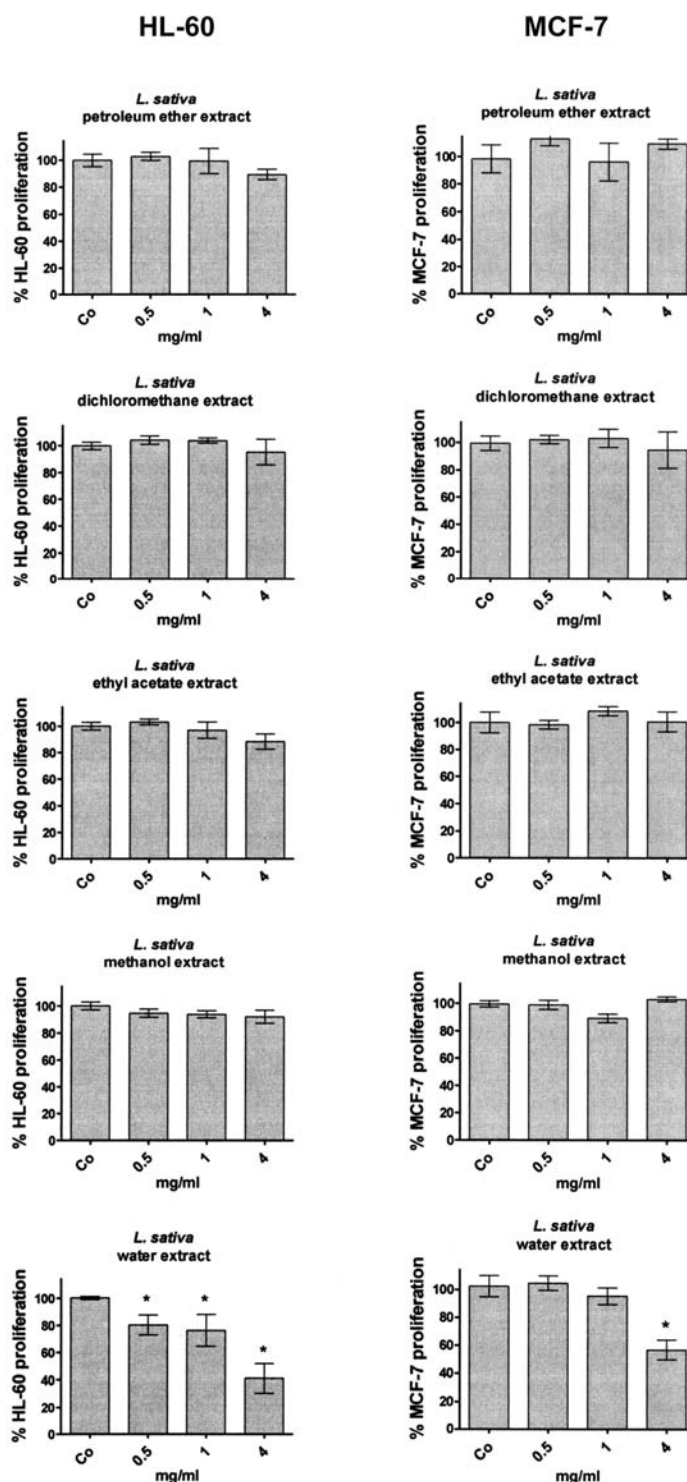 HL-60
MCF-7
L. sativa
petroleum ether extract
% HL-60 proliferation
100
80
60
40
20
0
Co
0.5
1
4
mg/ml
L. sativa
petroleum ether extract
% MCF-7 proliferation
100
80
60
40
20
0
Co
0.5
1
4
mg/ml
L. sativa
dichloromethane extract
% HL-60 proliferation
100
80
60
40
20
0
Co
0.5
1
4
mg/ml
L. sativa
dichloromethane extract
% MCF-7 proliferation
100
80
60
40
20
0
Co
0.5
1
4
mg/ml
L. sativa
ethyl acetate extract
% HL-60 proliferation
100
80
60
40
20
0
Co
0.5
1
4
mg/ml
L. sativa
ethyl acetate extract
% MCF-7 proliferation
100
80
60
40
20
0
Co
0.5
1
4
mg/ml
L. sativa
methanol extract
% HL-60 proliferation
100
80
60
40
20
0
Co
0.5
1
4
mg/ml
L. sativa
methanol extract
% MCF-7 proliferation
100
80
60
40
20
0
Co
0.5
1
4
mg/ml
L. sativa
water extract
% HL-60 proliferation
100
80
60
40
20
0
*
*
*
Co
0.5
1
4
mg/ml
L. sativa
water extract
% MCF-7 proliferation
100
80
60
40
20
0
*
Co
0.5
1
4
mg/ml